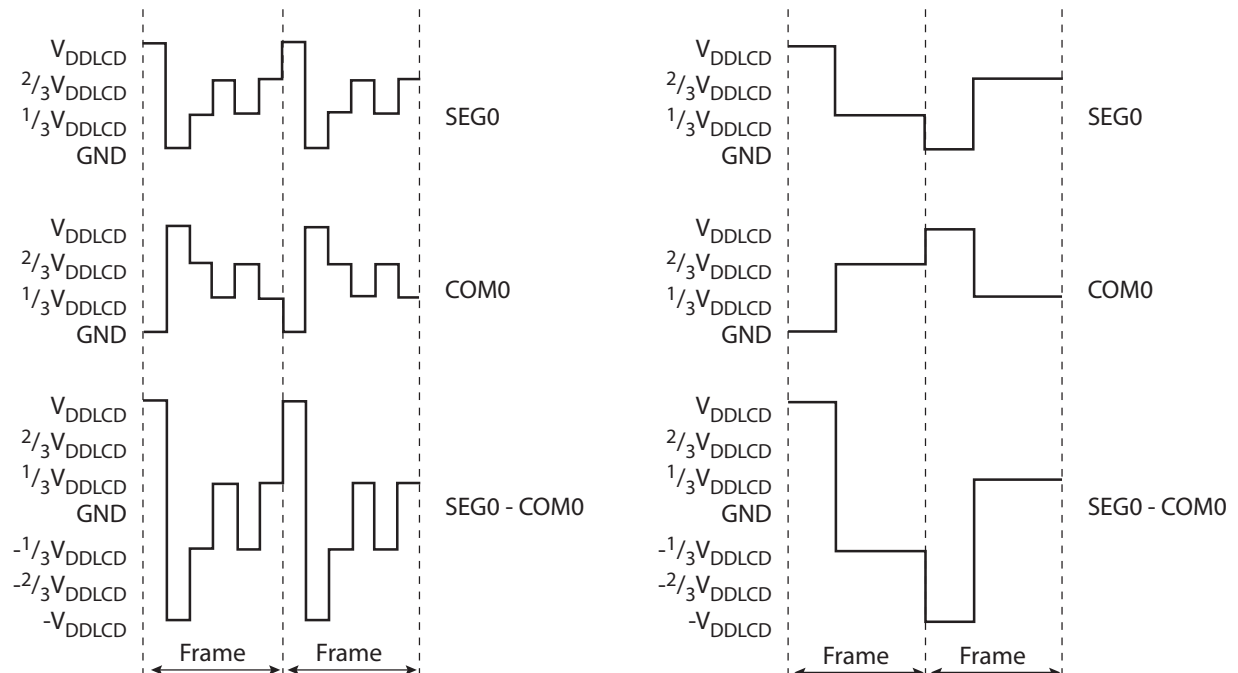 VDDLCD
2/3VDDLCD
1/3VDDLCD
GND
SEG0
VDDLCD
2/3VDDLCD
1/3VDDLCD
GND
COM0
VDDLCD
2/3VDDLCD
1/3VDDLCD
GND
-1/3VDDLCD
-2/3VDDLCD
-VDDLCD
SEG0 - COM0
Frame
Frame
VDDLCD
2/3VDDLCD
1/3VDDLCD
GND
SEG0
VDDLCD
2/3VDDLCD
1/3VDDLCD
GND
COM0
VDDLCD
2/3VDDLCD
1/3VDDLCD
GND
-1/3VDDLCD
-2/3VDDLCD
-VDDLCD
SEG0 - COM0
Frame
Frame